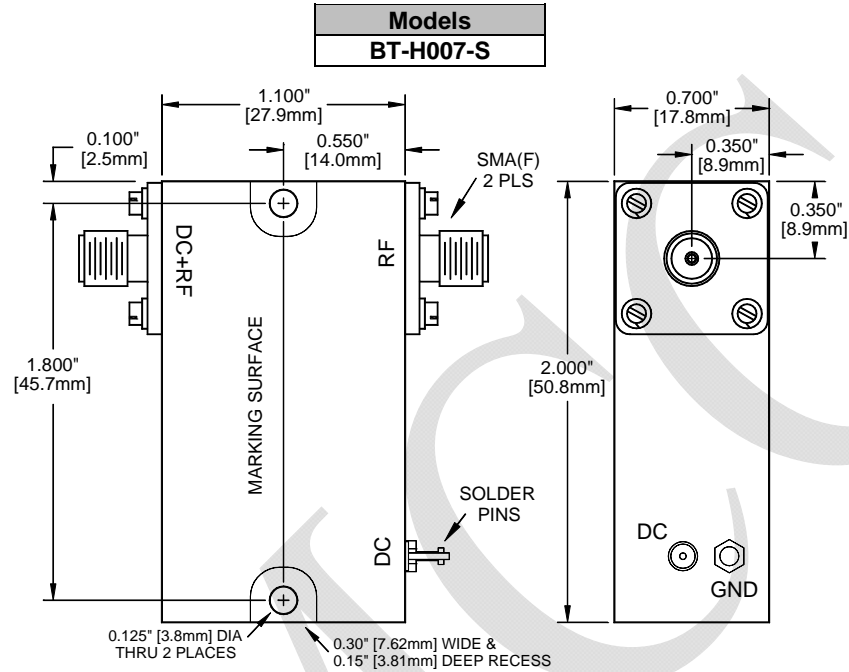 Models
BT-H007-S
1.100"
[27.9mm]
0.700"
[17.8mm]
0.100"
[2.5mm]
0.550"
[14.0mm]
SMA(F)
2 PLS
0.350"
[8.9mm]
0.350"
[8.9mm]
DC+RF
RF
1.800"
[45.7mm]
MARKING SURFACE
2.000"
[50.8mm]
SOLDER
PINS
DC
DC
GND
0.125" [3.8mm] DIA
THRU 2 PLACES
0.30" [7.62mm] WIDE &
0.15" [3.81mm] DEEP RECESS